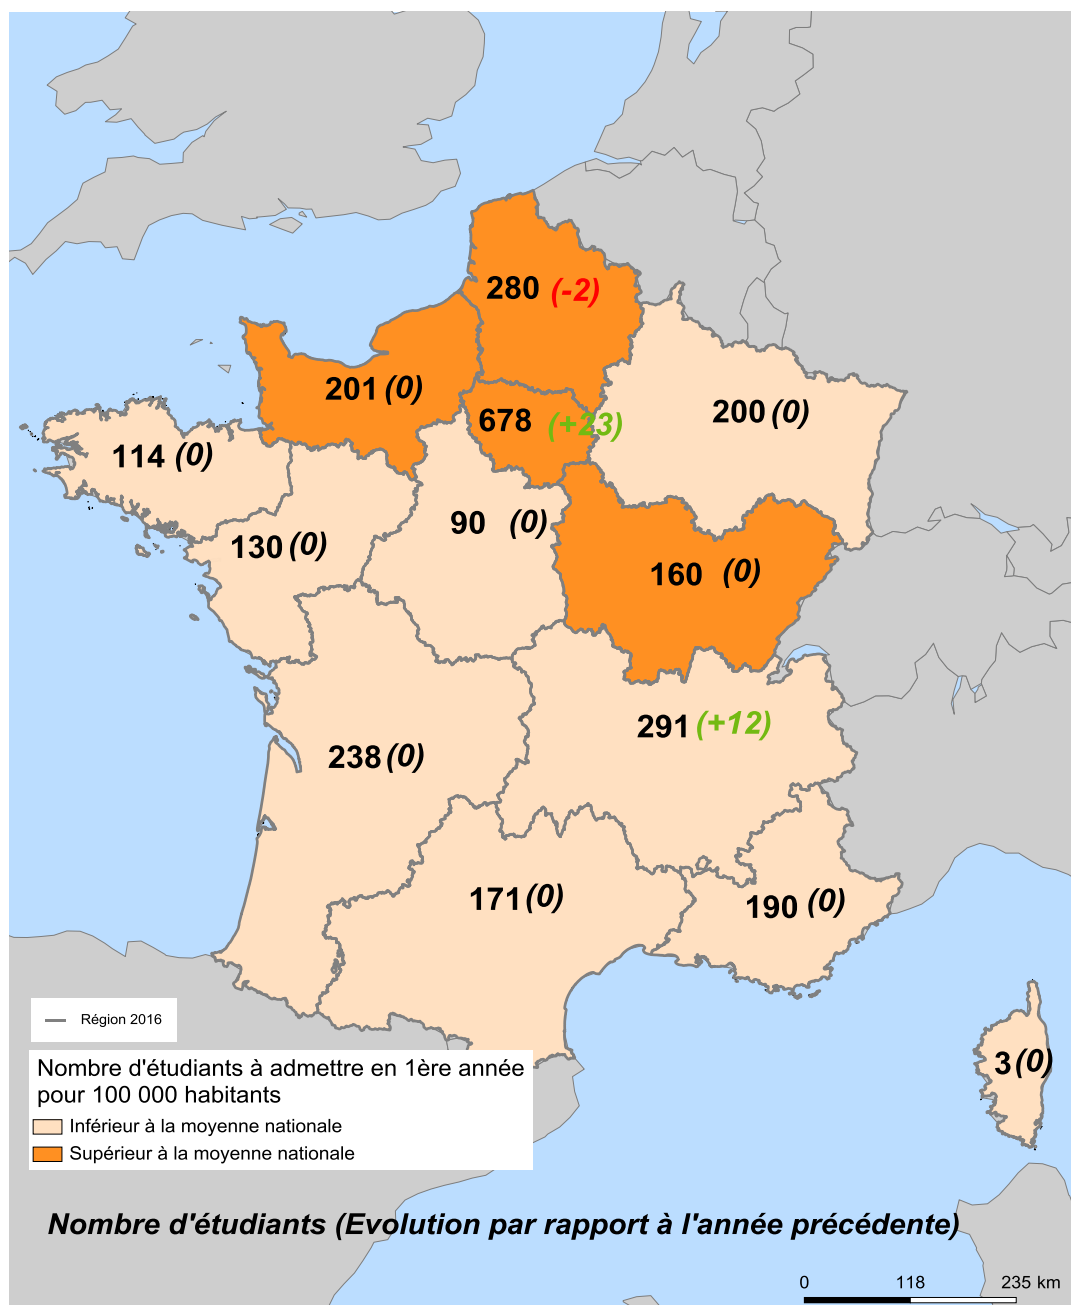 280 (-2)
201 (0)
678 (+23)
200 (0)
114 (0)
90 (0)
130 (0)
160 (0)
291 (+12)
238 (0)
171 (0)
190 (0)
3 (0)
Région 2016
Nombre d'étudiants à admettre en 1ère année
pour 100 000 habitants
Inférieur à la moyenne nationale
Supérieur à la moyenne nationale
Nombre d'étudiants (Evolution par rapport à l'année précédente)
0 118 235 km